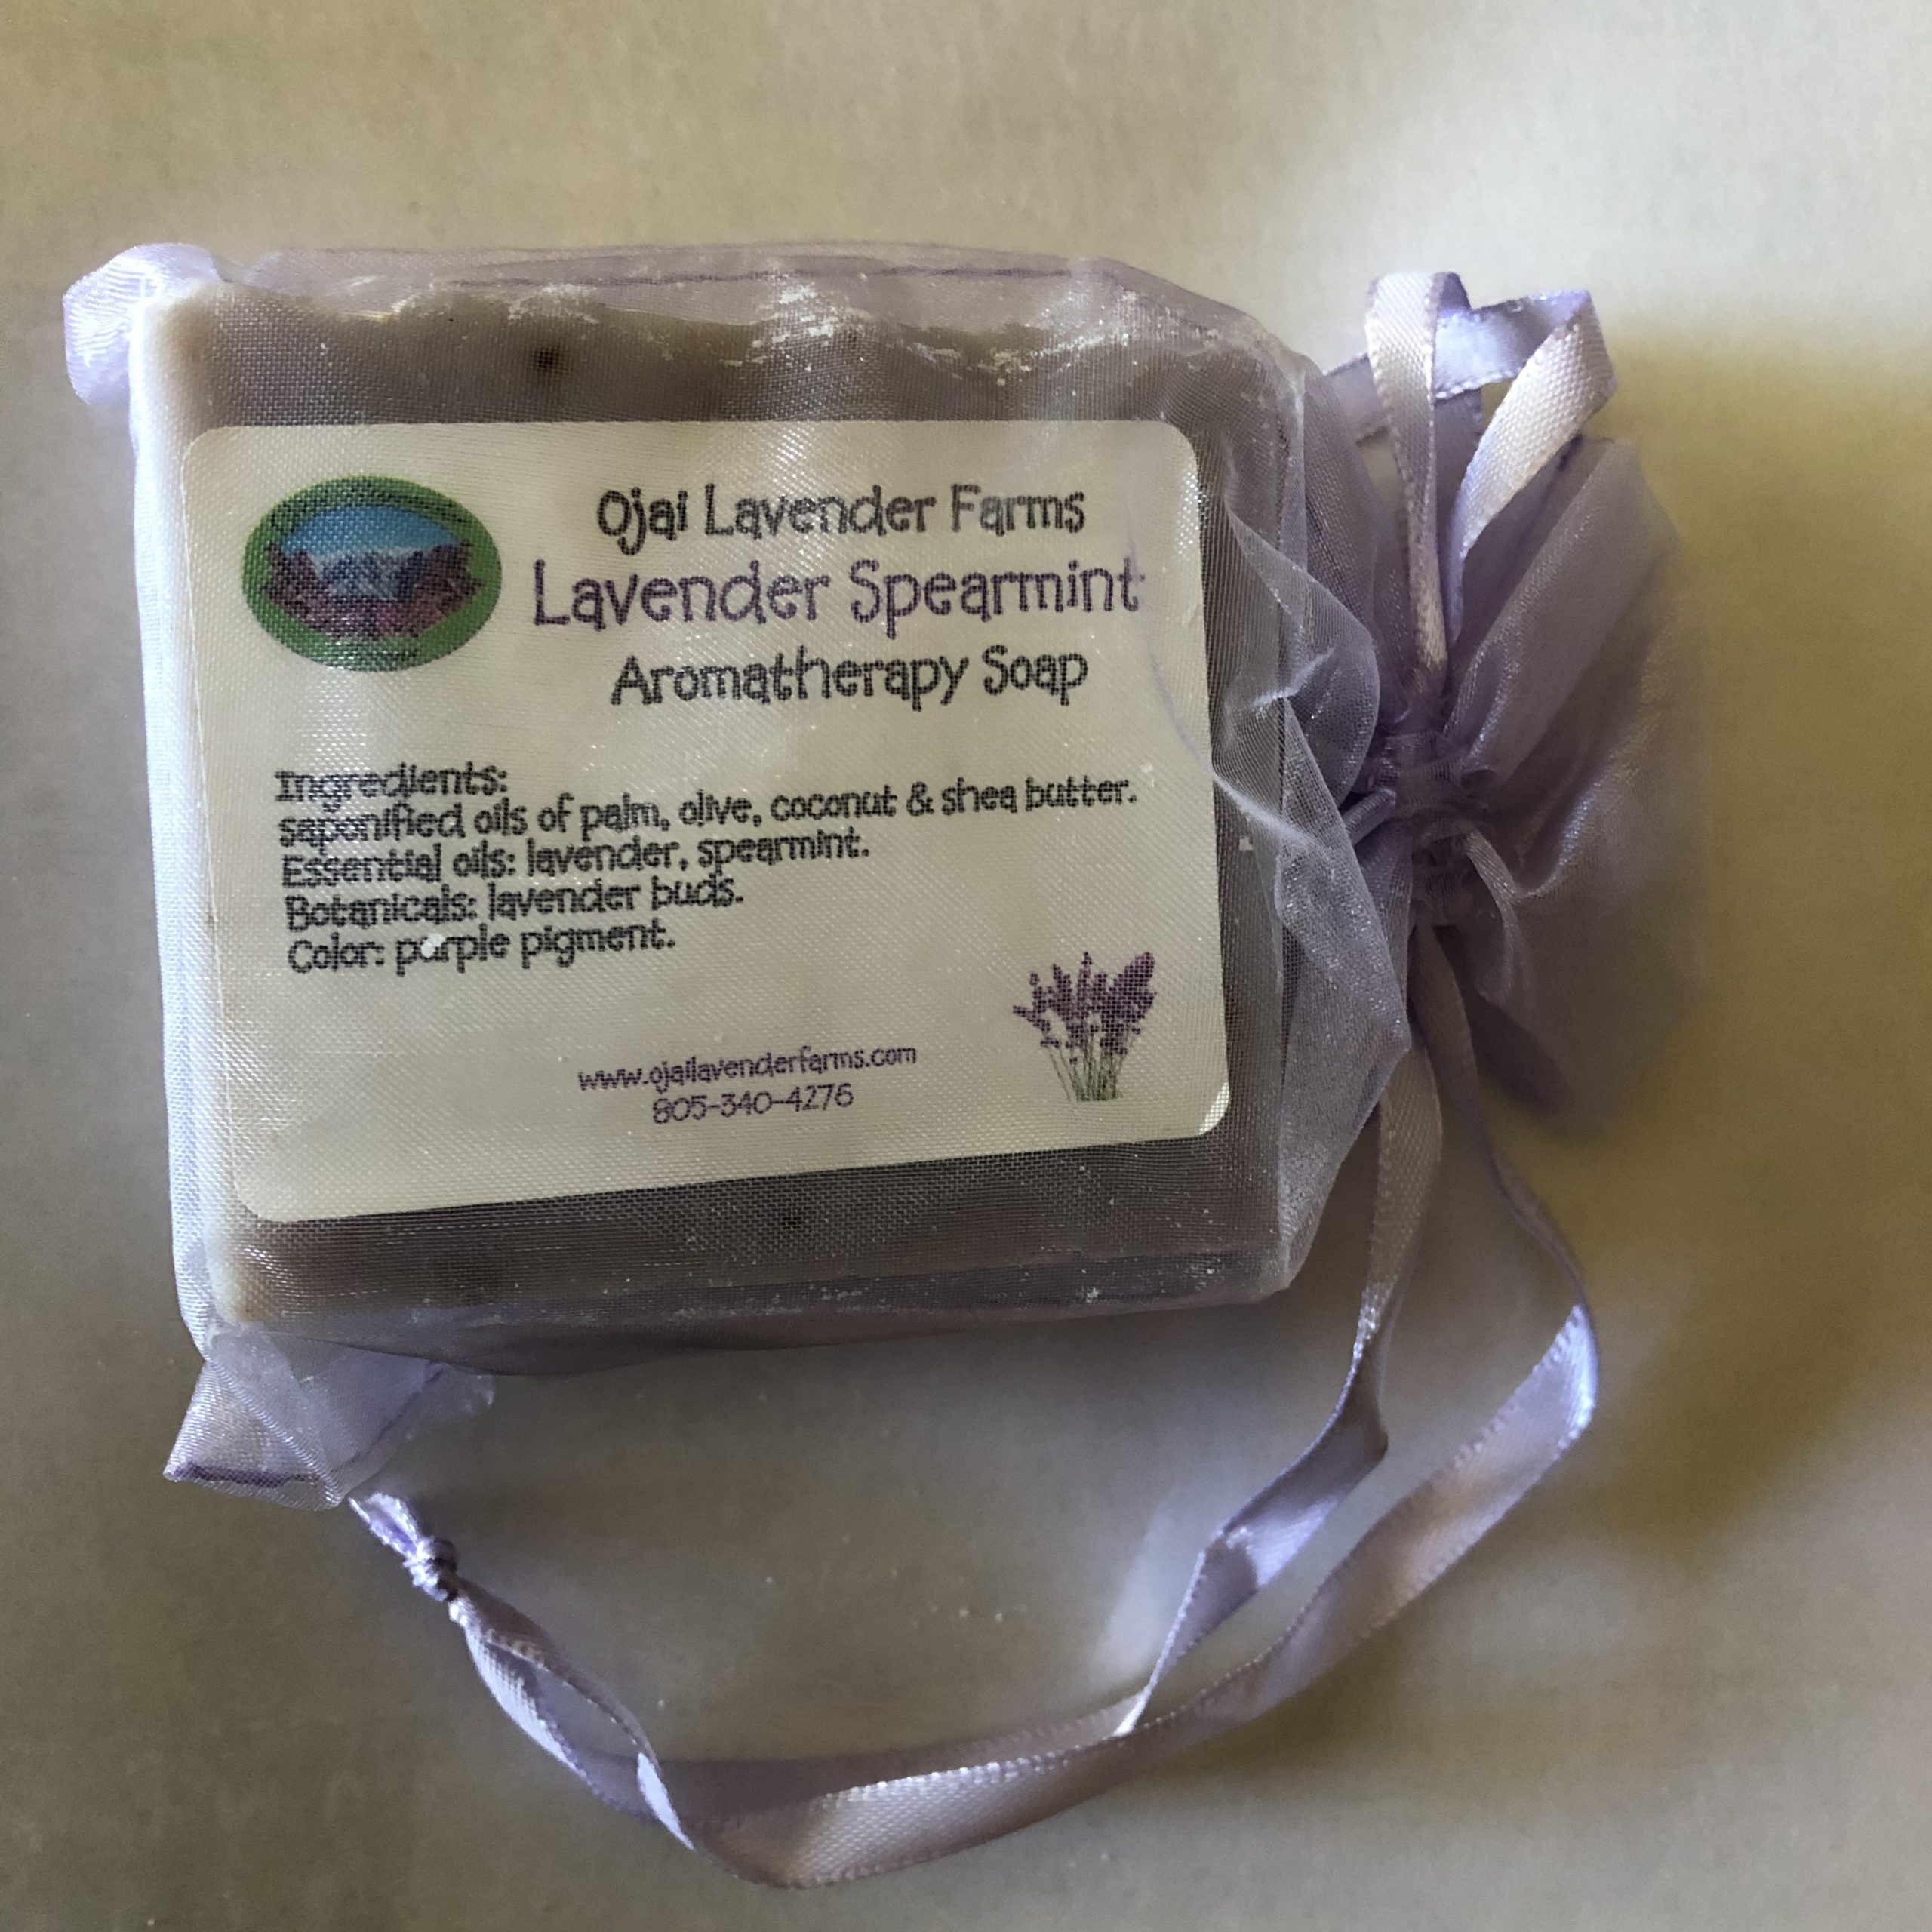 Ojai Lavender Farms
Lavender Spearmint
Aromatherapy Soap
Ingredients:
saponified oils of palm, olive, coconut & shea butter.
Essential oils: lavender, spearmint.
Botanicals: lavender buds.
Color: purple pigment.
www.ojailavenderfarms.com
805-340-4276